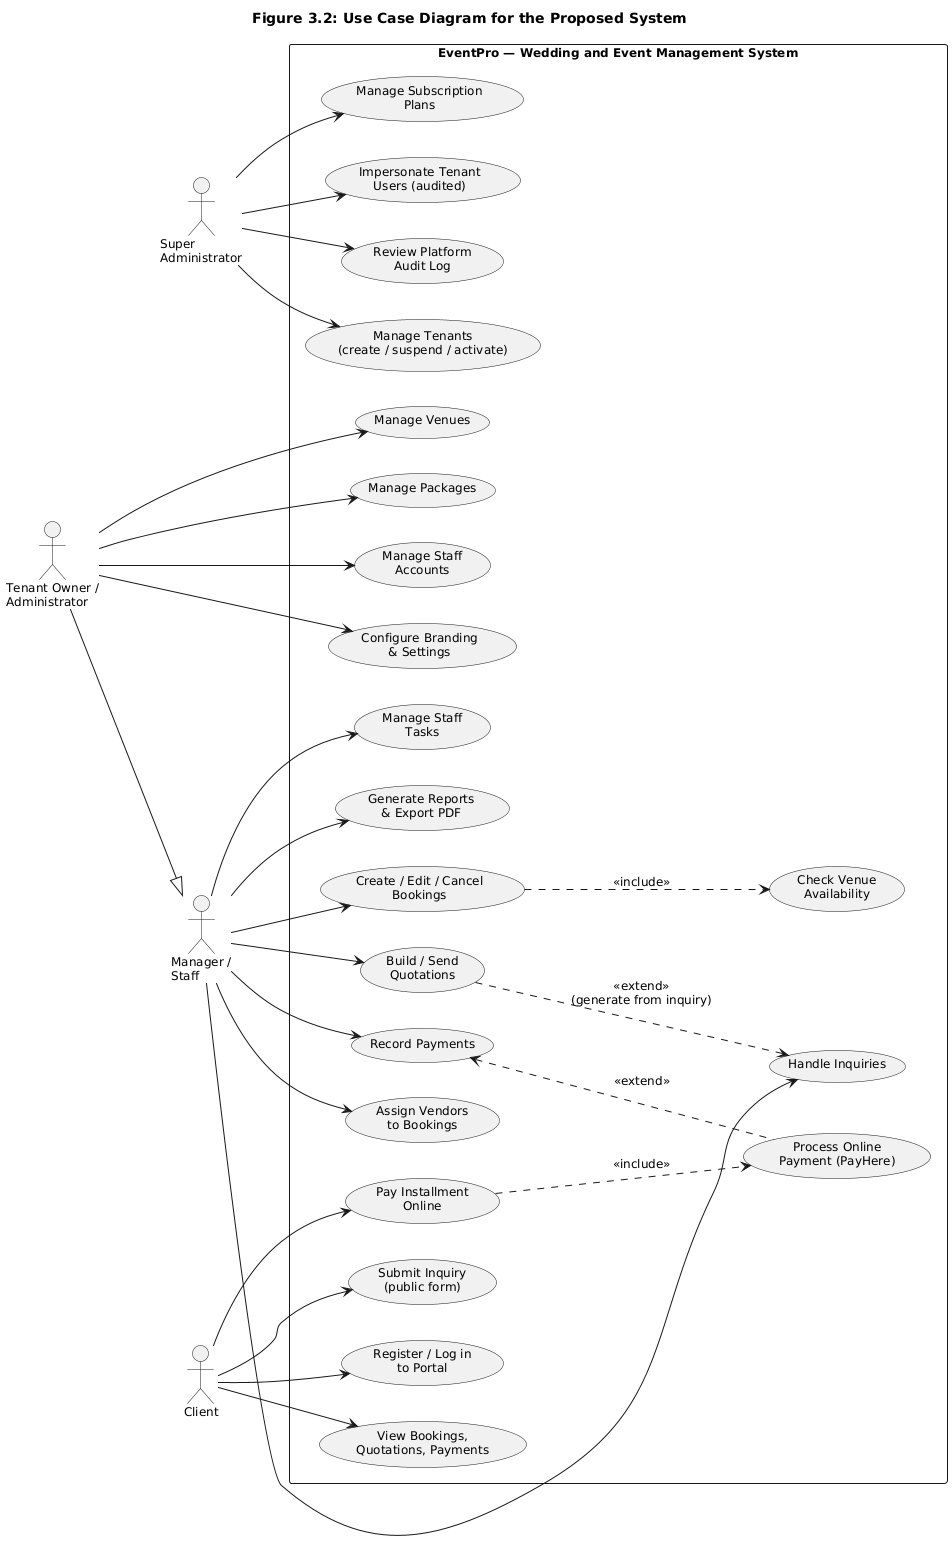 Figure 3.2: Use Case Diagram for the Proposed System
EventPro — Wedding and Event Management System
Manage Subscription
Plans
Impersonate Tenant
Users (audited)
Super
Administrator
Review Platform
Audit Log
Manage Tenants
(create / suspend / activate)
Manage Venues
Manage Packages
Manage Staff
Accounts
Tenant Owner /
Administrator
Configure Branding
& Settings
Manage Staff
Tasks
Generate Reports
& Export PDF
Create / Edit / Cancel
Bookings
«include»
Check Venue
Availability
Manager /
Staff
Build / Send
Quotations
«extend»
(generate from inquiry)
Record Payments
Handle Inquiries
«extend»
Assign Vendors
to Bookings
Process Online
Payment (PayHere)
«include»
Pay Installment
Online
Submit Inquiry
(public form)
Register / Log in
to Portal
Client
View Bookings,
Quotations, Payments